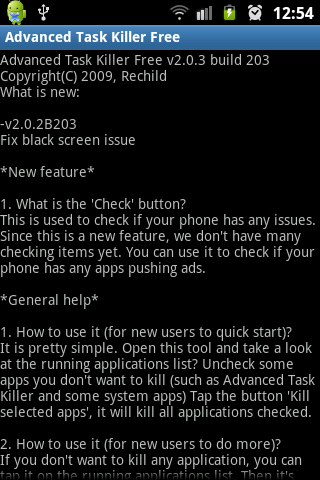 12:54
Advanced Task Killer Free
Advanced Task Killer Free v2.0.3 build 203
Copyright(C) 2009, Rechild
What is new:
-v2.0.2B203
Fix black screen issue
*New feature*
1. What is the 'Check' button?
This is used to check if your phone has any issues.
Since this is a new feature, we don't have many
checking items yet. You can use it to check if your
phone has any apps pushing ads.
*General help*
1. How to use it (for new users to quick start)?
It is pretty simple. Open this tool and take a look
at the running applications list? Uncheck some
apps you don't want to kill (such as Advanced Task
Killer and some system apps) Tap the button 'Kill
selected apps', it will kill all applications checked.
2. How to use it (for new users to do more)?
If you don't want to kill any application, you can
tap it on the running applications list. Then it's